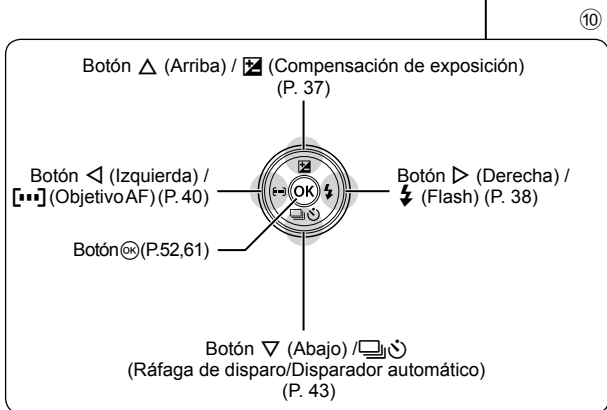 ⑩
Botón △ (Arriba) / (Compensación de exposición)
(P. 37)
Botón ◁ (Izquierda) /
[▪▪▪] (Objetivo AF) (P. 40)
Botón ▷ (Derecha) /
(Flash) (P. 38)
OK
Botón OK (P.52,61)
Botón ▽ (Abajo) /
(Ráfaga de disparo/Disparador automático)
(P. 43)